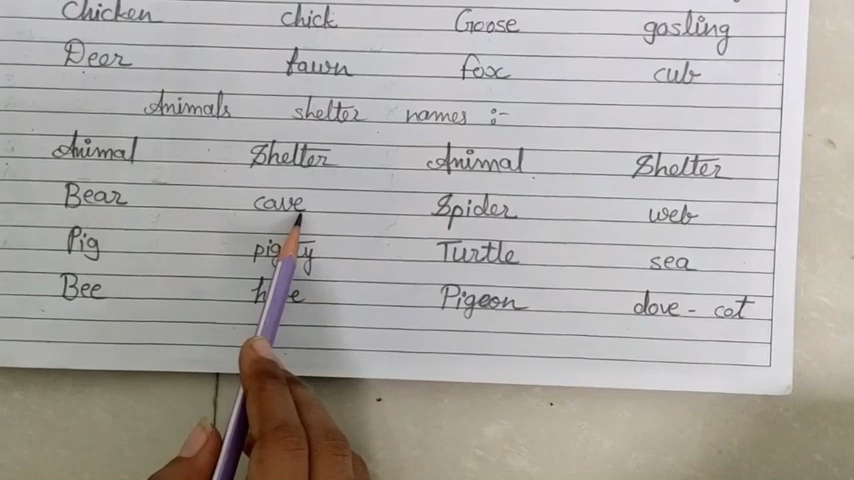 Chicken chick Goose gosling
Deer fawn fox cub
Animals shelter names :-
Animal Shelter Animal Shelter
Bear cave Spider web
Pig Turtle sea
Bee Pigeon dove - cot